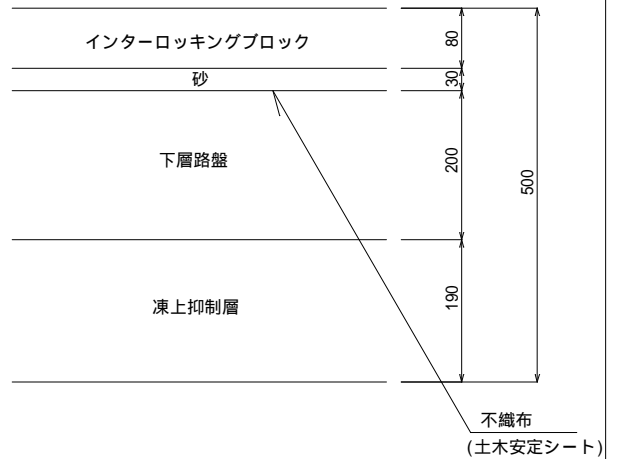 インターロッキングブロック
80
砂
30
下層路盤
200
500
凍上抑制層
190
不織布
(土木安定シート)